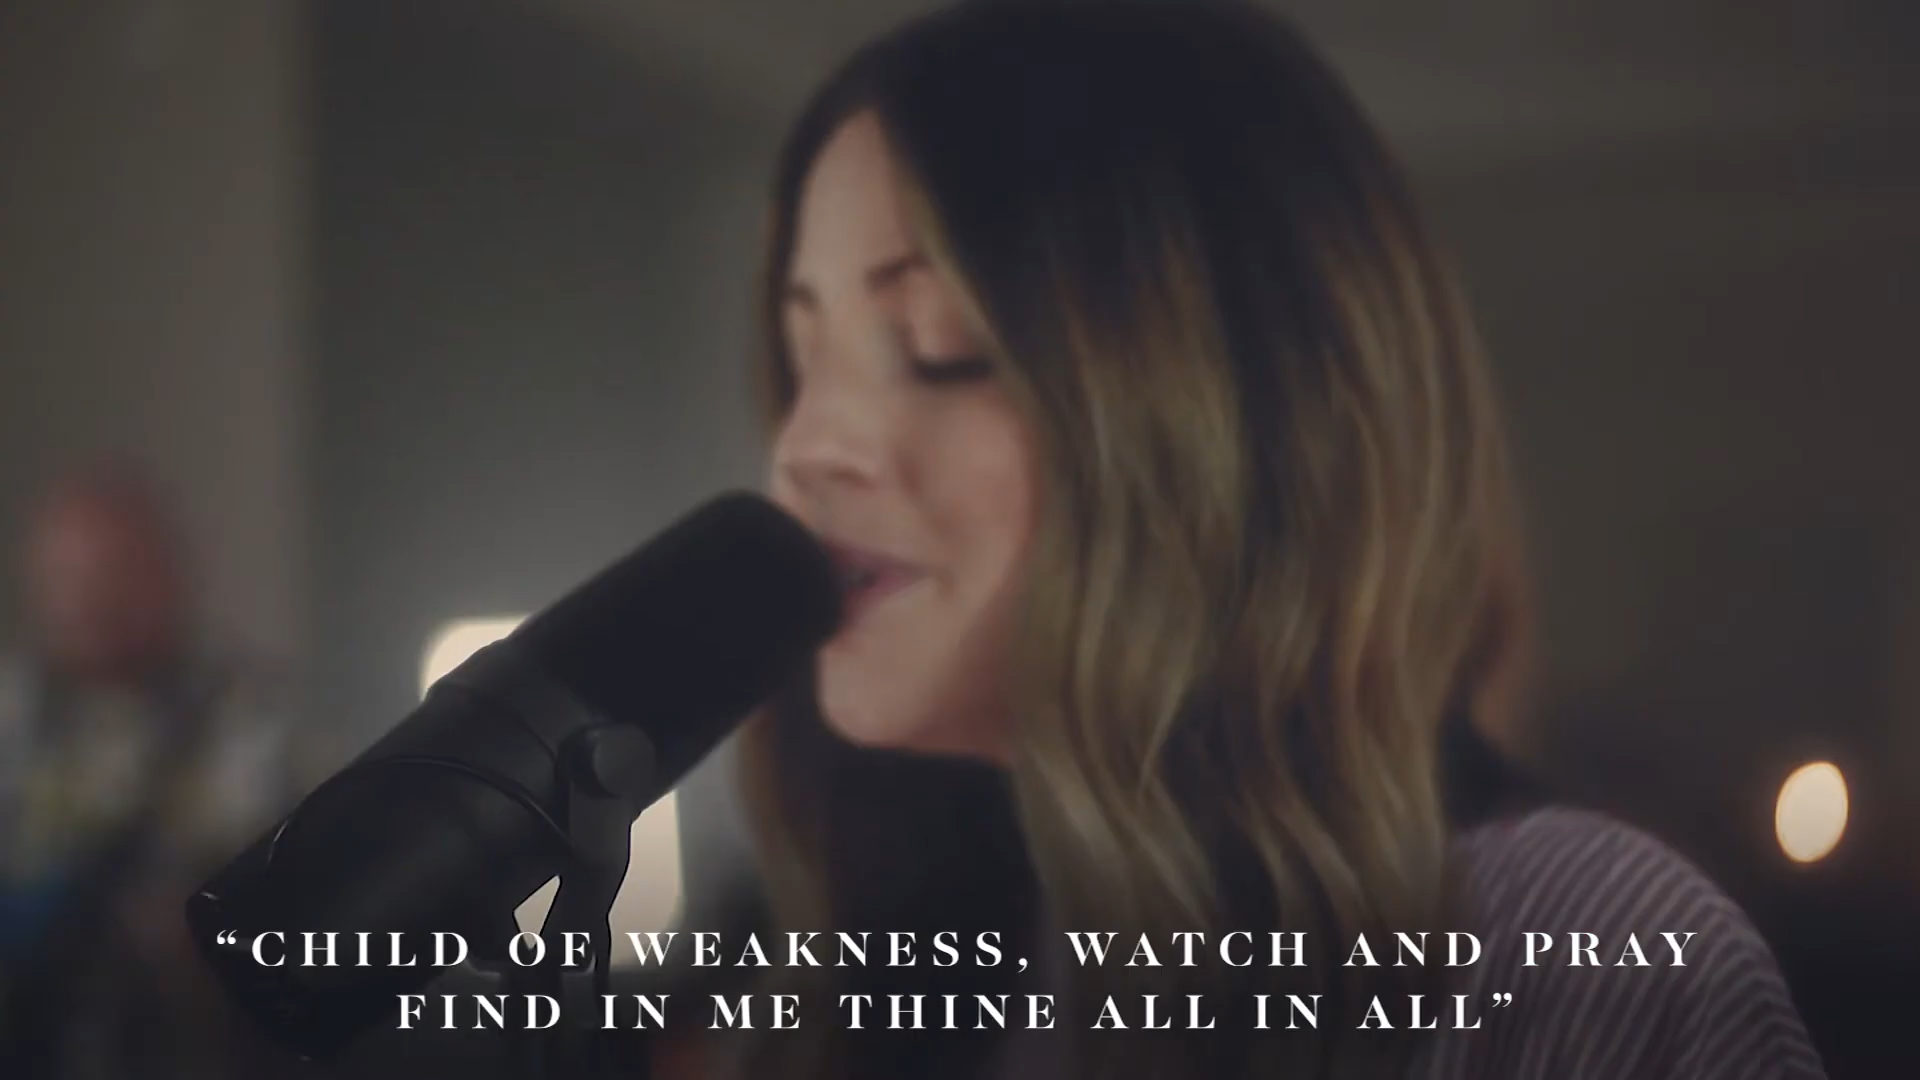 “CHILD OF WEAKNESS, WATCH AND PRAY
FIND IN ME THINE ALL IN ALL”